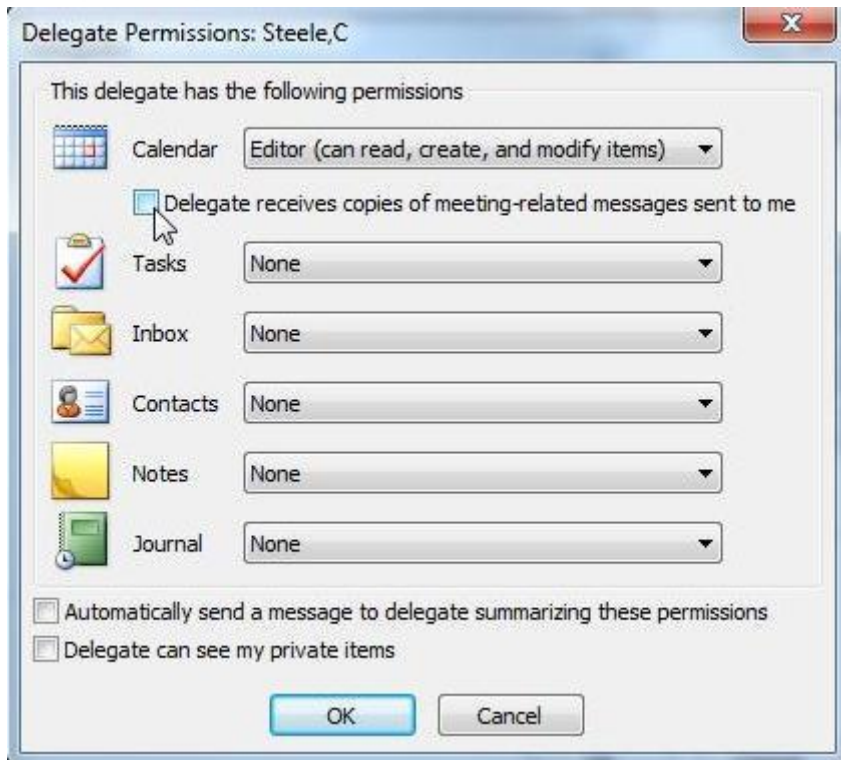 Delegate Permissions: Steele,C
This delegate has the following permissions
Calendar Editor (can read, create, and modify items)
Delegate receives copies of meeting-related messages sent to me
Tasks None
Inbox None
Contacts None
Notes None
Journal None
Automatically send a message to delegate summarizing these permissions
Delegate can see my private items
OK Cancel